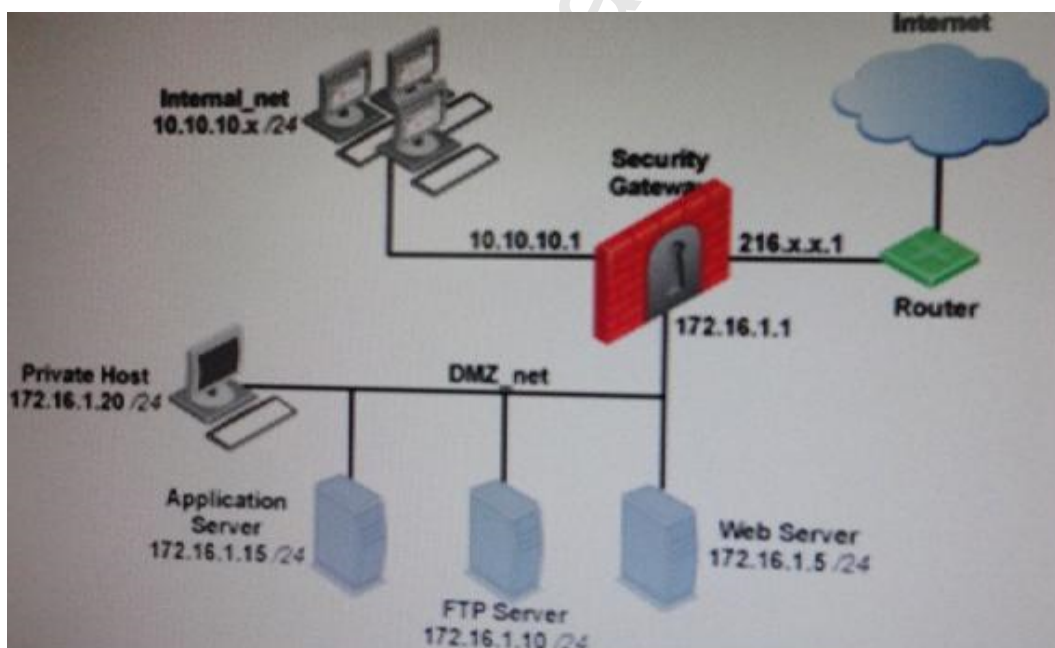 Internet
Internal_net
10.10.10.x /24
Security
Gateway
10.10.10.1
216.x.x.1
Router
172.16.1.1
Private Host
172.16.1.20 /24
DMZ_net
Application
Server
172.16.1.15 /24
Web Server
172.16.1.5 /24
FTP Server
172.16.1.10 /24